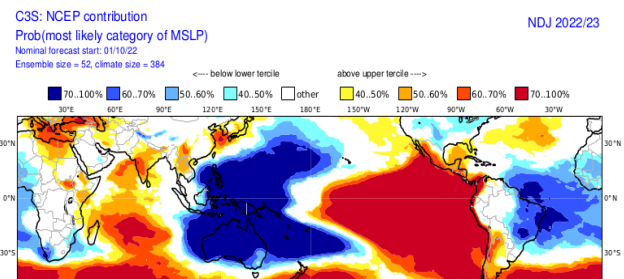 C3S: NCEP contribution
NDJ 2022/23
Prob(most likely category of MSLP)
Nominal forecast start: 01/10/22
Ensemble size = 52, climate size = 384
<---- below lower tercile above upper tercile ---->
70..100% 60..70% 50..60% 40..50% other 40..50% 50..60% 60..70% 70..100%
30°E 60°E 90°E 120°E 150°E 180°E 150°W 120°W 90°W 60°W 30°W
30°N 30°N
0°N 0°N
30°S 30°S